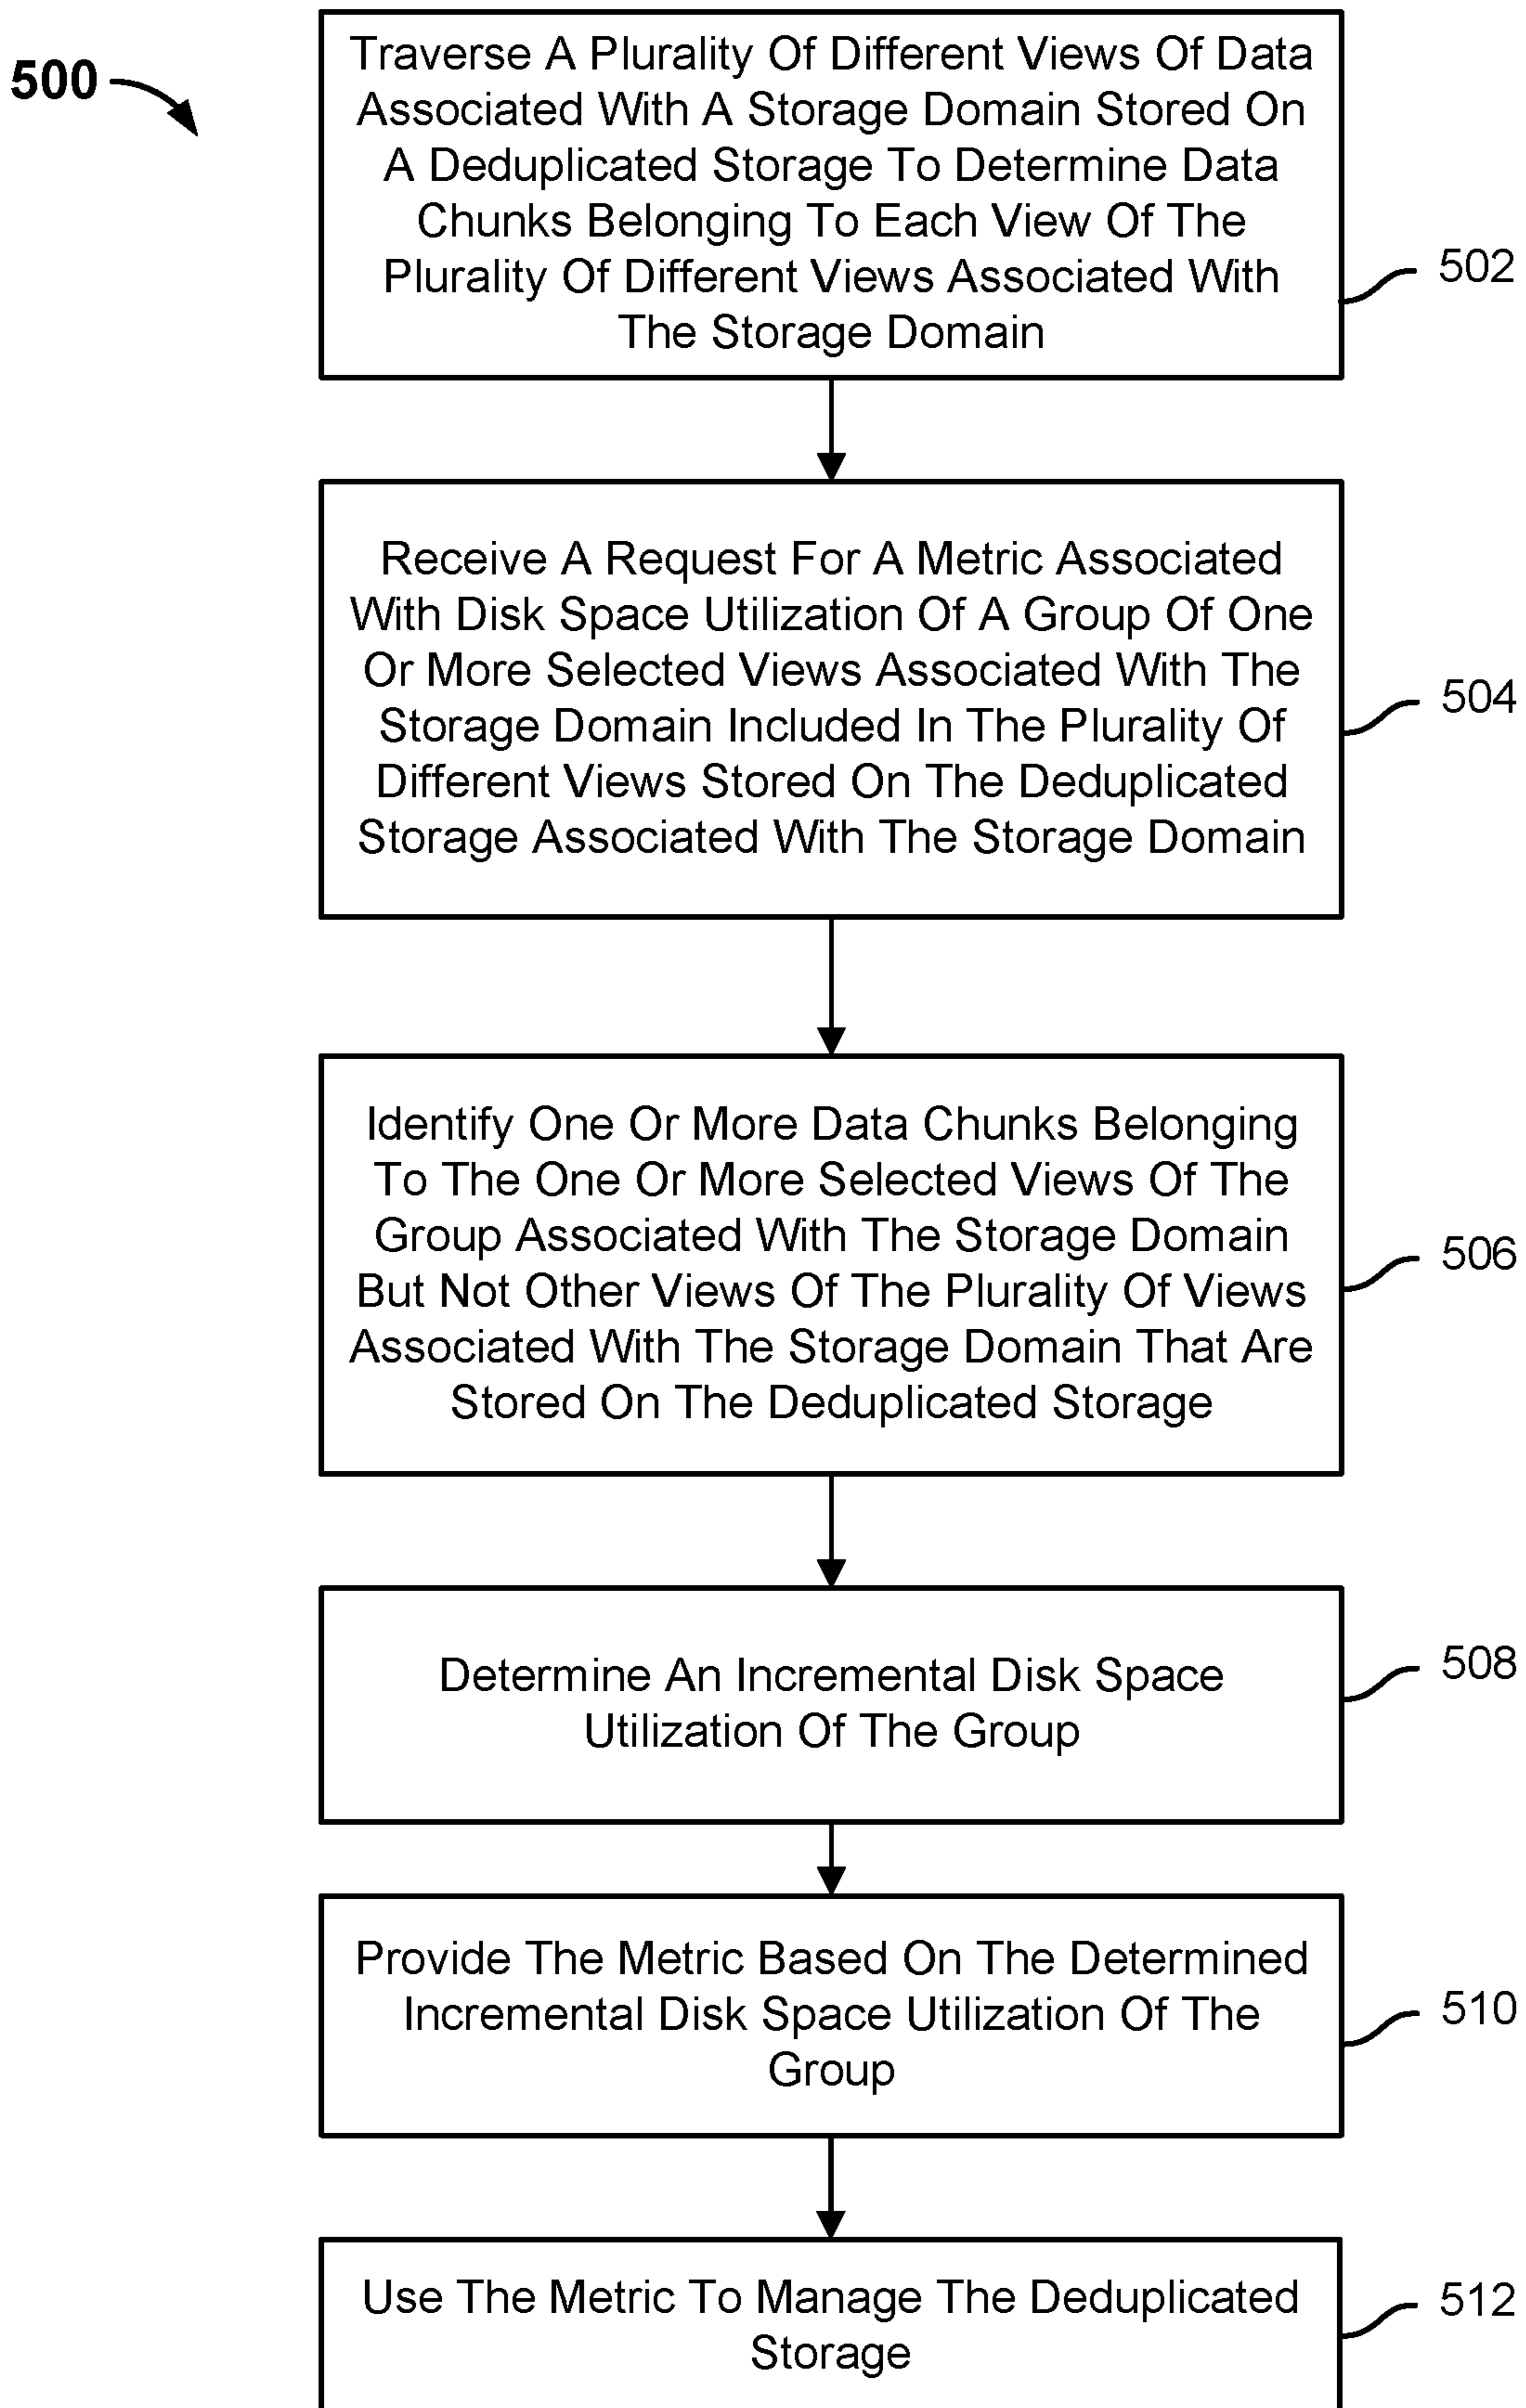 500
Traverse A Plurality Of Different Views Of Data
Associated With A Storage Domain Stored On
A Deduplicated Storage To Determine Data
Chunks Belonging To Each View Of The
Plurality Of Different Views Associated With
The Storage Domain
502
Receive A Request For A Metric Associated
With Disk Space Utilization Of A Group Of One
Or More Selected Views Associated With The
Storage Domain Included In The Plurality Of
Different Views Stored On The Deduplicated
Storage Associated With The Storage Domain
504
Identify One Or More Data Chunks Belonging
To The One Or More Selected Views Of The
Group Associated With The Storage Domain
But Not Other Views Of The Plurality Of Views
Associated With The Storage Domain That Are
Stored On The Deduplicated Storage
506
Determine An Incremental Disk Space
Utilization Of The Group
508
Provide The Metric Based On The Determined
Incremental Disk Space Utilization Of The
Group
510
Use The Metric To Manage The Deduplicated
Storage
512